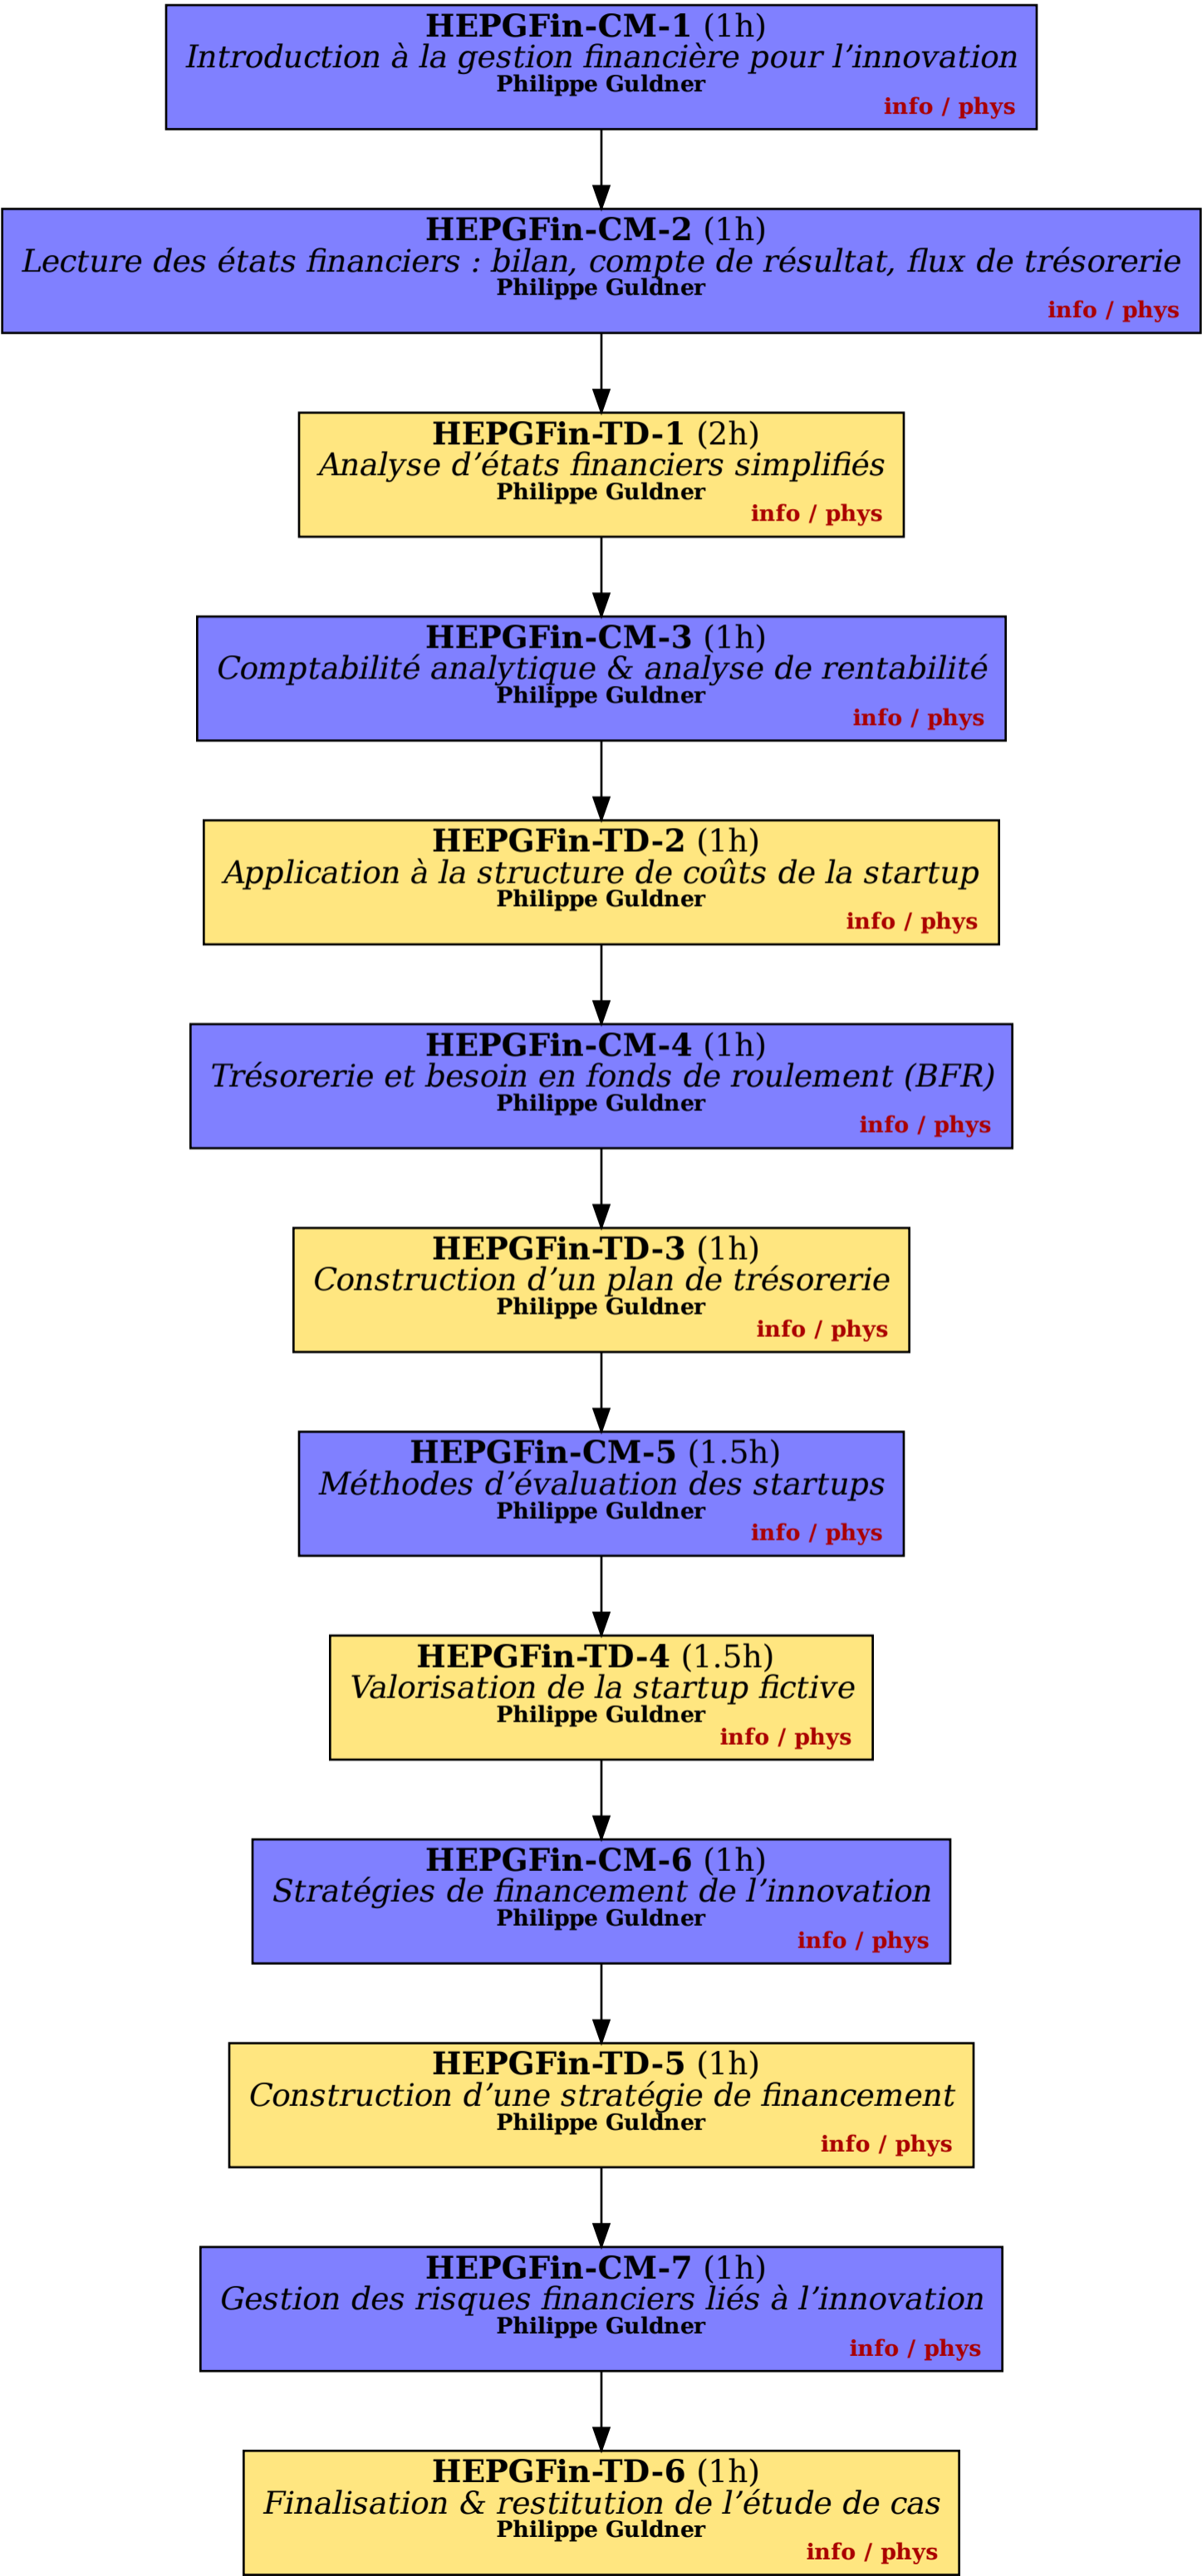 HEPGFin-CM-1 (1h)
Introduction à la gestion financière pour l’innovation
Philippe Guldner
info / phys
HEPGFin-CM-2 (1h)
Lecture des états financiers : bilan, compte de résultat, flux de trésorerie
Philippe Guldner
info / phys
HEPGFin-TD-1 (2h)
Analyse d’états financiers simplifiés
Philippe Guldner
info / phys
HEPGFin-CM-3 (1h)
Comptabilité analytique & analyse de rentabilité
Philippe Guldner
info / phys
HEPGFin-TD-2 (1h)
Application à la structure de coûts de la startup
Philippe Guldner
info / phys
HEPGFin-CM-4 (1h)
Trésorerie et besoin en fonds de roulement (BFR)
Philippe Guldner
info / phys
HEPGFin-TD-3 (1h)
Construction d’un plan de trésorerie
Philippe Guldner
info / phys
HEPGFin-CM-5 (1.5h)
Méthodes d’évaluation des startups
Philippe Guldner
info / phys
HEPGFin-TD-4 (1.5h)
Valorisation de la startup fictive
Philippe Guldner
info / phys
HEPGFin-CM-6 (1h)
Stratégies de financement de l’innovation
Philippe Guldner
info / phys
HEPGFin-TD-5 (1h)
Construction d’une stratégie de financement
Philippe Guldner
info / phys
HEPGFin-CM-7 (1h)
Gestion des risques financiers liés à l’innovation
Philippe Guldner
info / phys
HEPGFin-TD-6 (1h)
Finalisation & restitution de l’étude de cas
Philippe Guldner
info / phys